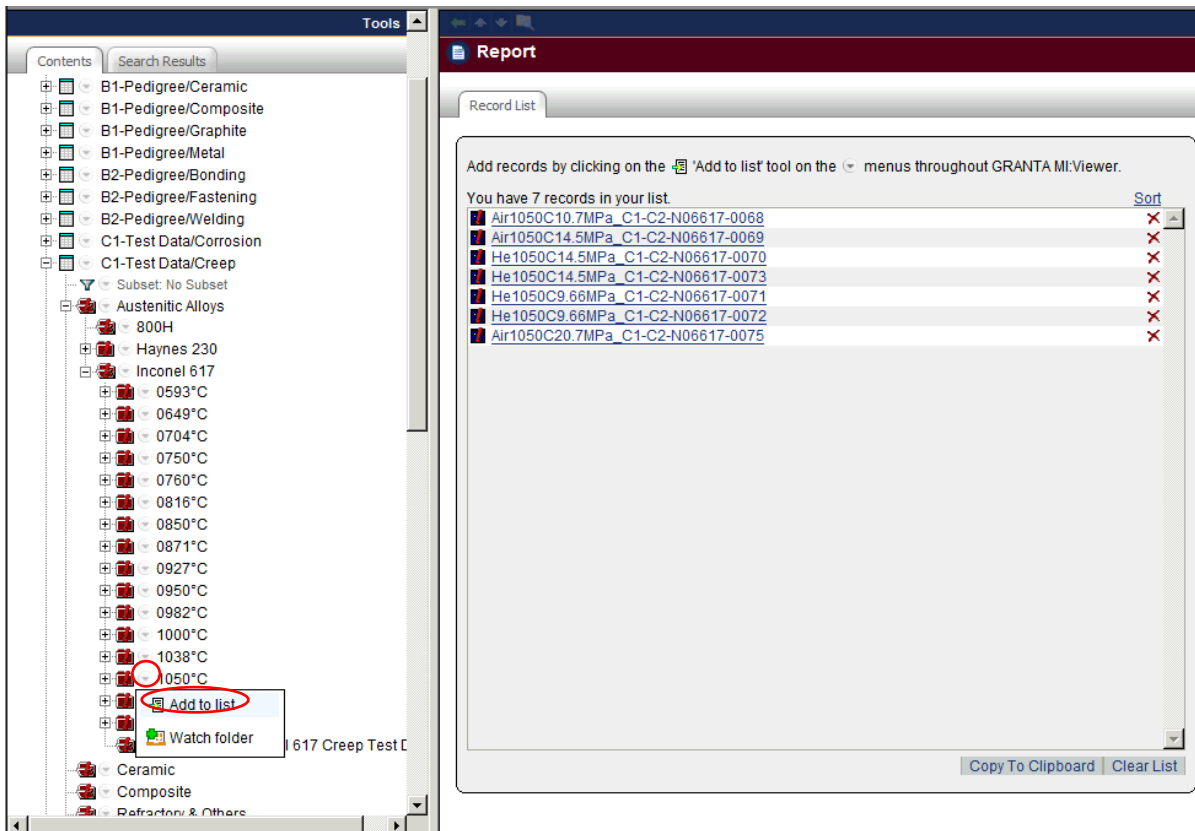 Tools
Contents
Search Results
B1-Pedigree/Ceramic
B1-Pedigree/Composite
B1-Pedigree/Graphite
B1-Pedigree/Metal
B2-Pedigree/Bonding
B2-Pedigree/Fastening
B2-Pedigree/Welding
C1-Test Data/Corrosion
C1-Test Data/Creep
Subset: No Subset
Austenitic Alloys
800H
Haynes 230
Inconel 617
0593°C
0649°C
0704°C
0750°C
0760°C
0816°C
0850°C
0871°C
0927°C
0950°C
0982°C
1000°C
1038°C
1050°C
Add to list
Watch folder
l 617 Creep Test D
Ceramic
Composite
Refractory & Others
Report
Record List
Add records by clicking on the 'Add to list' tool on the menus throughout GRANTA MI:Viewer.
You have 7 records in your list. Sort
Air1050C10.7MPa_C1-C2-N06617-0068
Air1050C14.5MPa_C1-C2-N06617-0069
He1050C14.5MPa_C1-C2-N06617-0070
He1050C14.5MPa_C1-C2-N06617-0073
He1050C9.66MPa_C1-C2-N06617-0071
He1050C9.66MPa_C1-C2-N06617-0072
Air1050C20.7MPa_C1-C2-N06617-0075
Copy To Clipboard Clear List